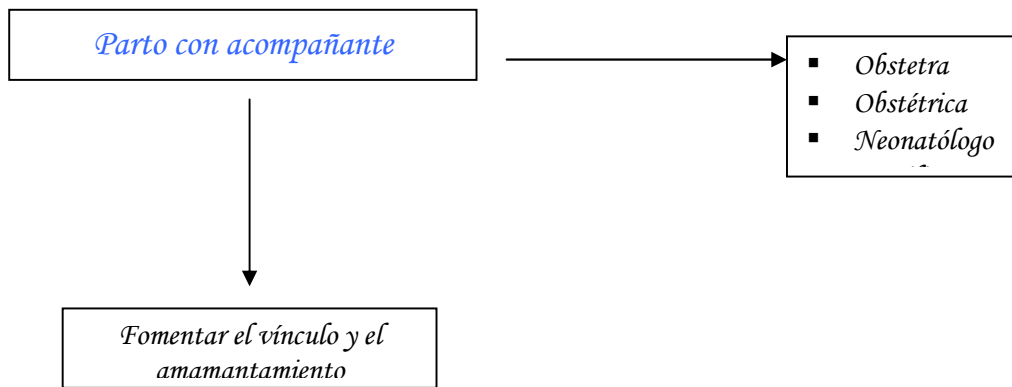 Parto con acompañante
Obstetra
Obstétrica
Neonatólogo
Fomentar el vínculo y el
amamantamiento